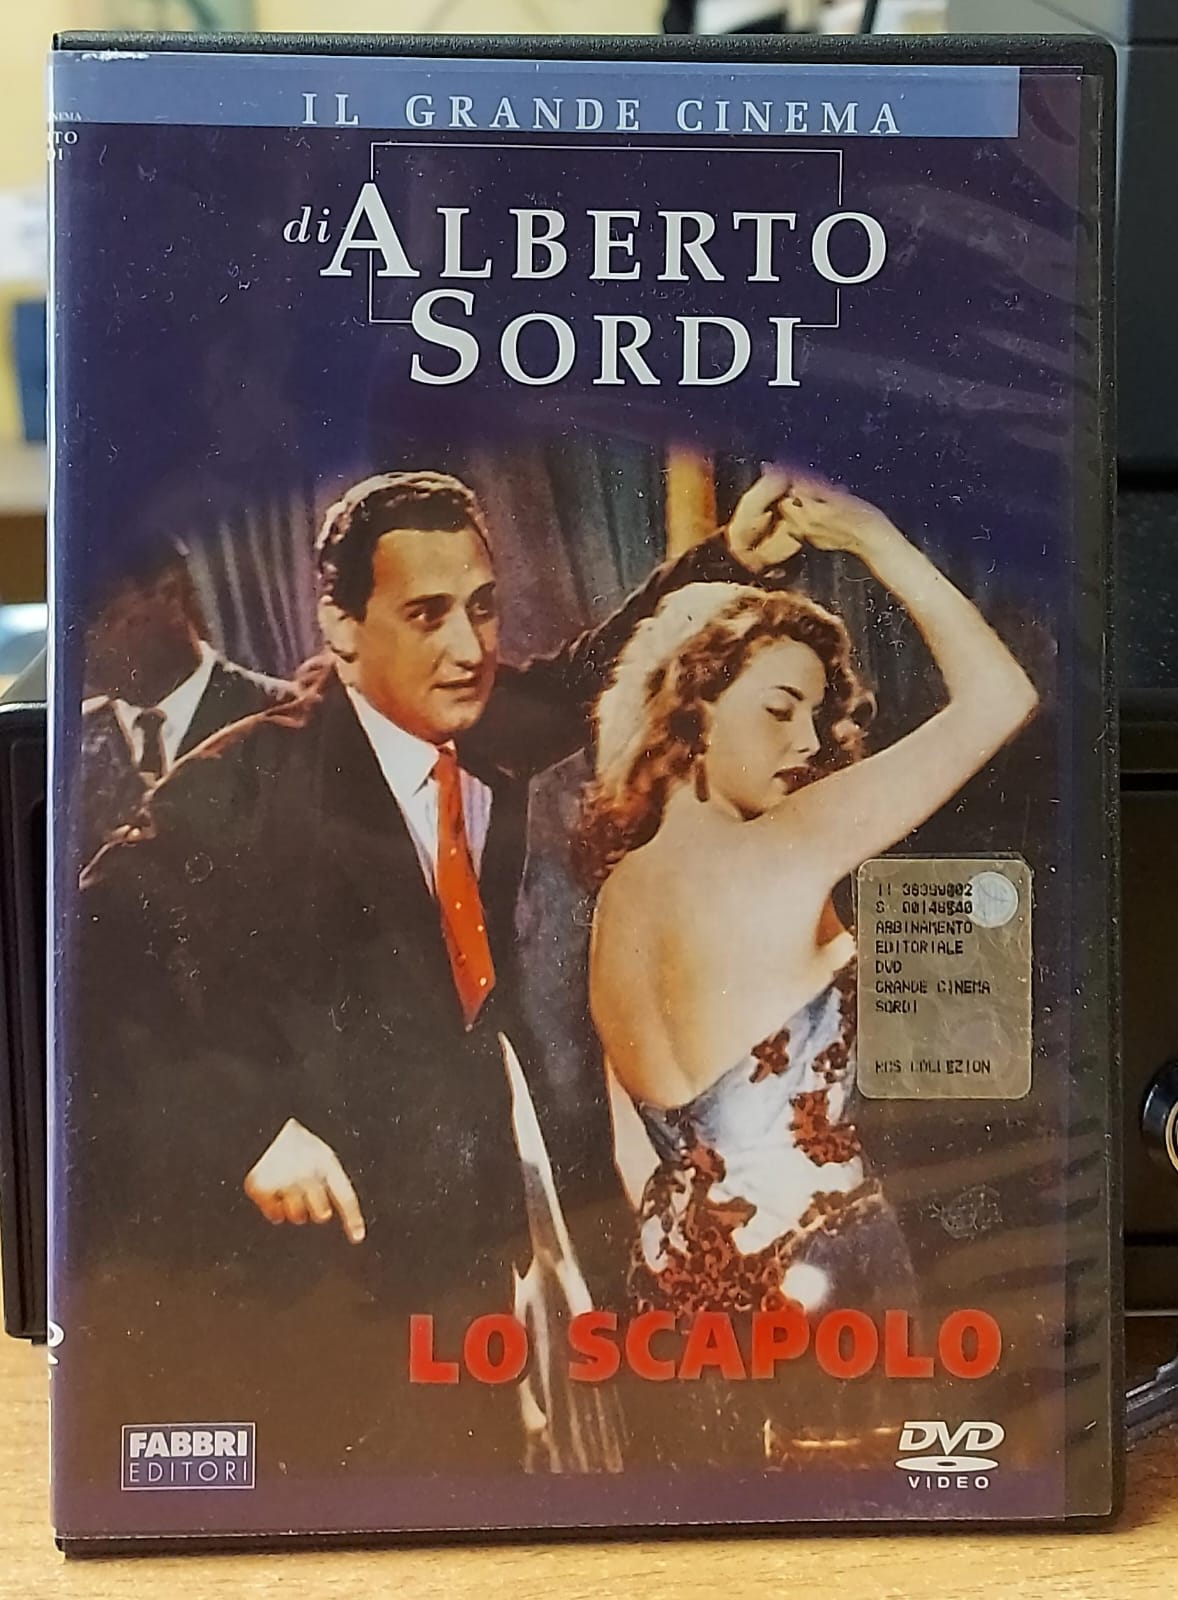 IL GRANDE CINEMA
di ALBERTO
SORDI
ABBINAMENTO
EDITORIALE
DVD
GRANDE CINEMA
SORDI
LO SCAPOLO
FABBRI
EDITORI
DVD
VIDEO